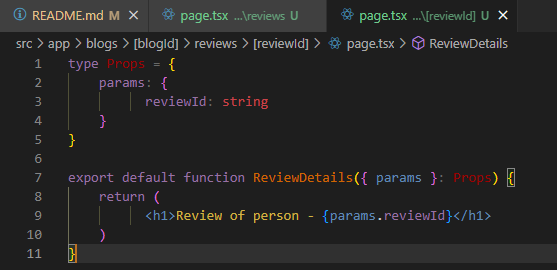 README.md M page.tsx ...\reviews U page.tsx ...\[reviewId] U
src > app > blogs > [blogId] > reviews > [reviewId] > page.tsx > ReviewDetails
1 type Props = {
2     params: {
3         reviewId: string
4     }
5 }
6
7 export default function ReviewDetails({ params }: Props) {
8     return (
9         <h1>Review of person - {params.reviewId}</h1>
10     )
11 }